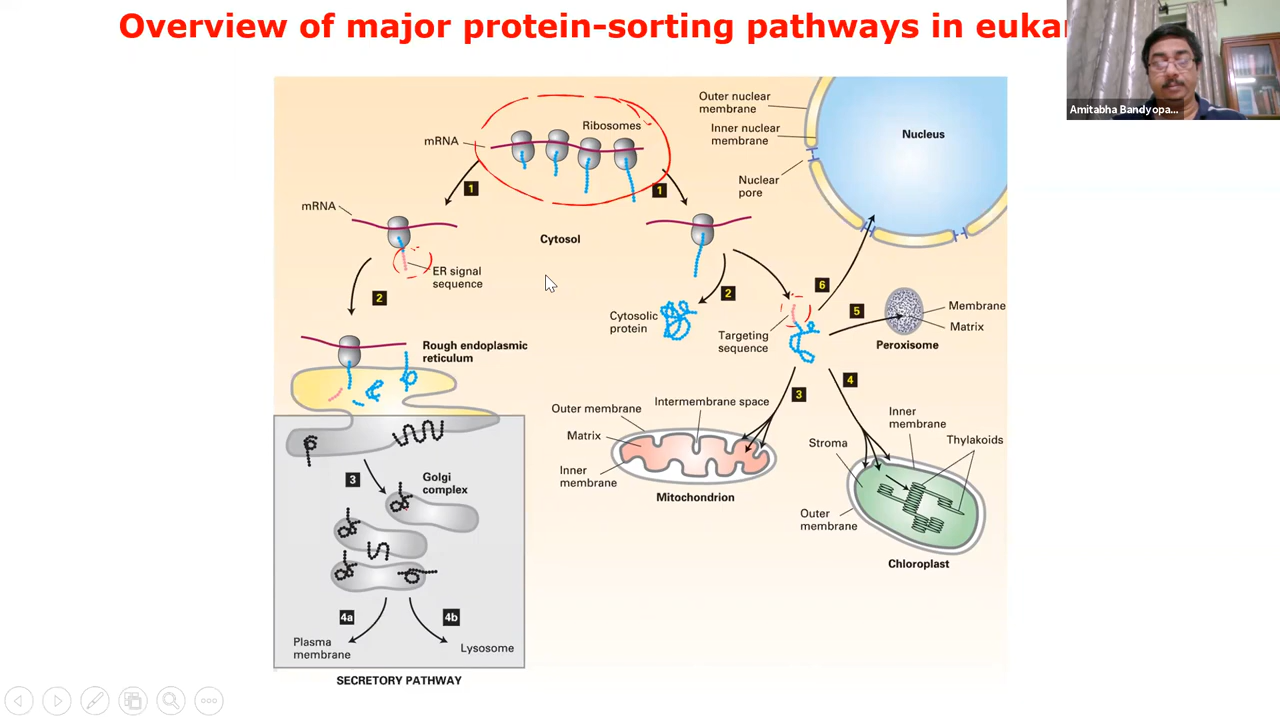 Overview of major protein-sorting pathways in eukar
Amitabha Bandyopa...
Outer nuclear
membrane
Inner nuclear
membrane
Nuclear
pore
Nucleus
Ribosomes
mRNA
1
1
mRNA
Cytosol
ER signal
sequence
2
2
6
5
Cytosolic
protein
Targeting
sequence
Membrane
Matrix
Peroxisome
Rough endoplasmic
reticulum
3
4
Outer membrane
Intermembrane space
Matrix
Inner
membrane
Mitochondrion
Inner
membrane
Stroma
Thylakoids
Outer
membrane
Chloroplast
3
Golgi
complex
4a
4b
Plasma
membrane
Lysosome
SECRETORY PATHWAY